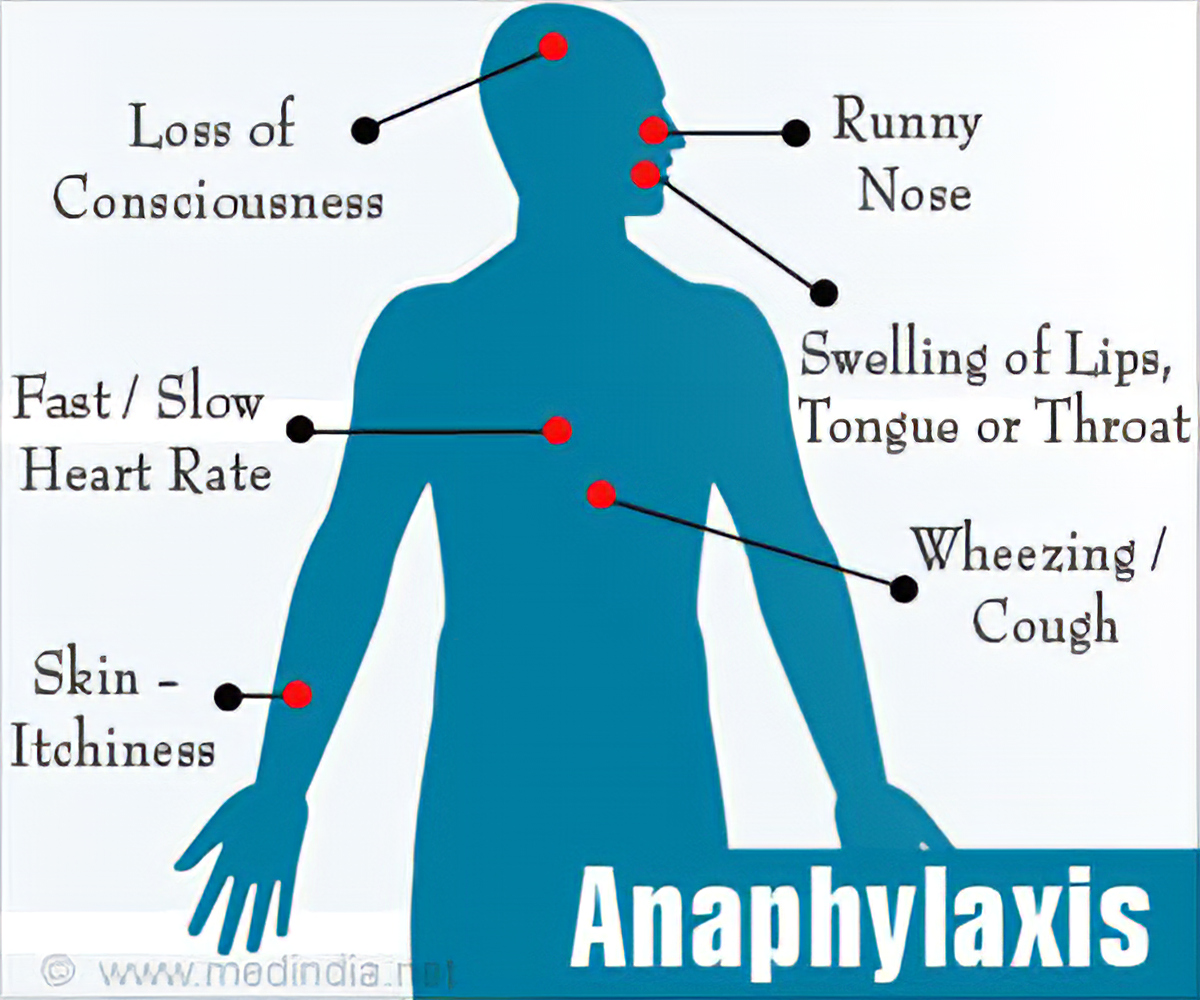 Loss of
Consciousness
Runny
Nose
Swelling of Lips,
Tongue or Throat
Fast / Slow
Heart Rate
Wheezing /
Cough
Skin -
Itchiness
Anaphylaxis
© www.medindia.net